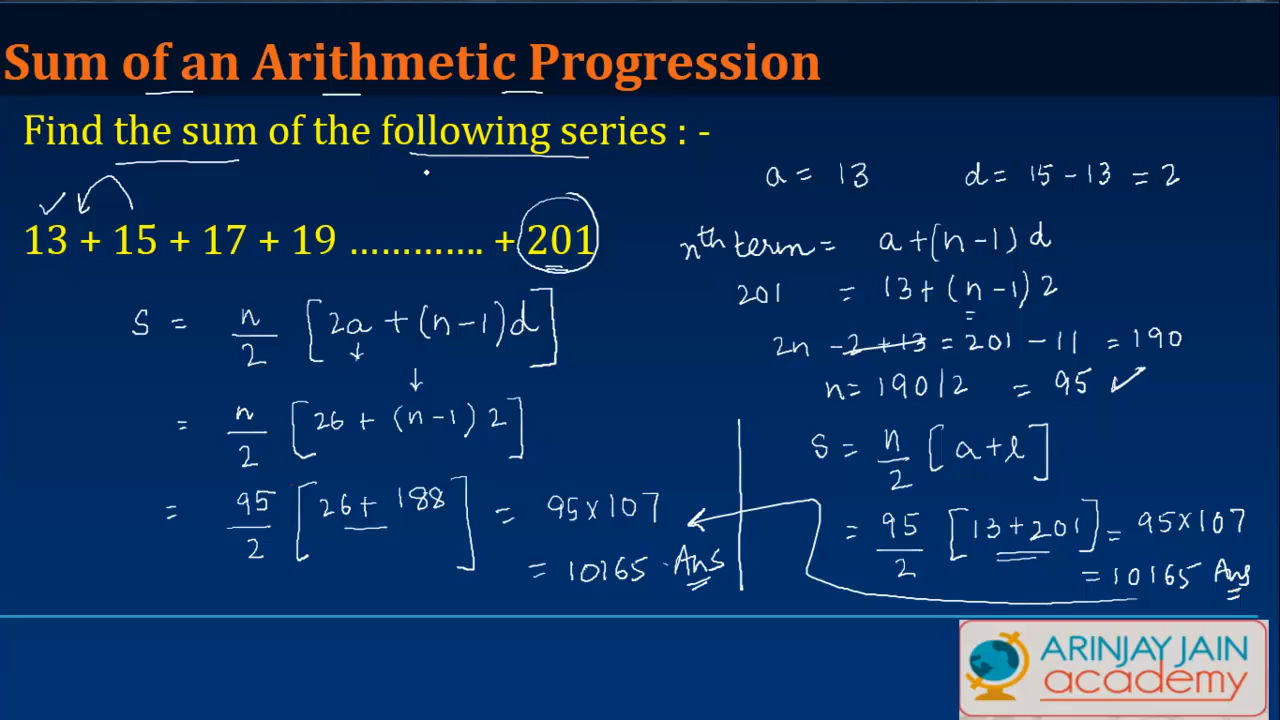 Sum of an Arithmetic Progression
Find the sum of the following series : -
13 + 15 + 17 + 19 …………. + 201
S = n/2 [2a + (n-1)d]
= n/2 [26 + (n-1) 2]
= 95/2 [26 + 188] = 95 x 107
= 10165 . Ans
a = 13 d = 15 - 13 = 2
nth term = a + (n-1) d
201 = 13 + (n-1) 2
2n - 2 + 13 = 201 - 11 = 190
n = 190/2 = 95 ✓
S = n/2 [a + l]
= 95/2 [13 + 201] = 95 x 107
= 10165 Ans
ARINJAY JAIN
academy